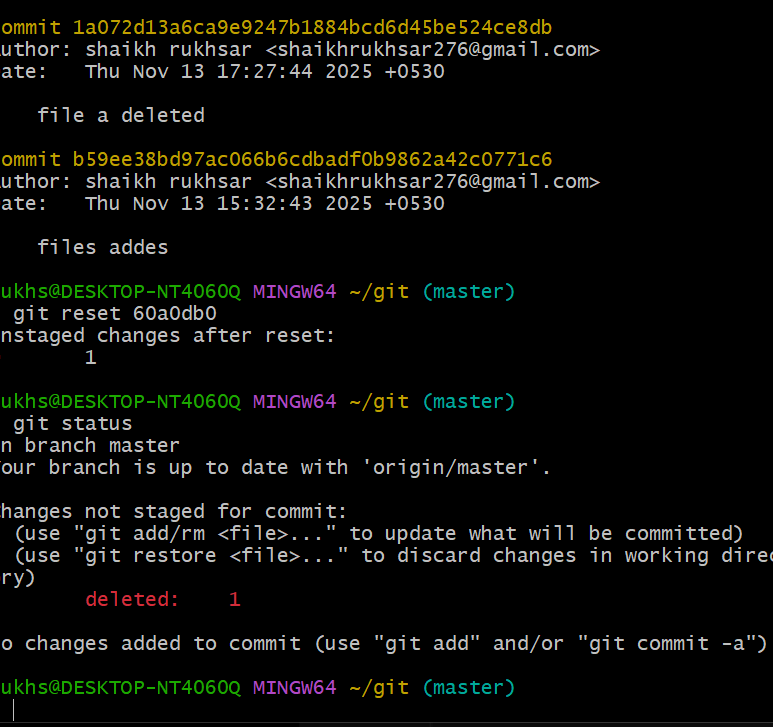 ommit 1a072d13a6ca9e9247b1884bcd6d45be524ce8db
uthor: shaikh rukhsar <shaikhrukhsar276@gmail.com>
ate:   Thu Nov 13 17:27:44 2025 +0530
file a deleted
ommit b59ee38bd97ac066b6cdbadf0b9862a42c0771c6
uthor: shaikh rukhsar <shaikhrukhsar276@gmail.com>
ate:   Thu Nov 13 15:32:43 2025 +0530
files addes
ukhs@DESKTOP-NT4060Q MINGW64 ~/git (master)
git reset 60a0db0
nstaged changes after reset:
1
ukhs@DESKTOP-NT4060Q MINGW64 ~/git (master)
git status
n branch master
our branch is up to date with 'origin/master'.
hanges not staged for commit:
(use "git add/rm <file>..." to update what will be committed)
(use "git restore <file>..." to discard changes in working direc
ry)
deleted:    1
o changes added to commit (use "git add" and/or "git commit -a")
ukhs@DESKTOP-NT4060Q MINGW64 ~/git (master)